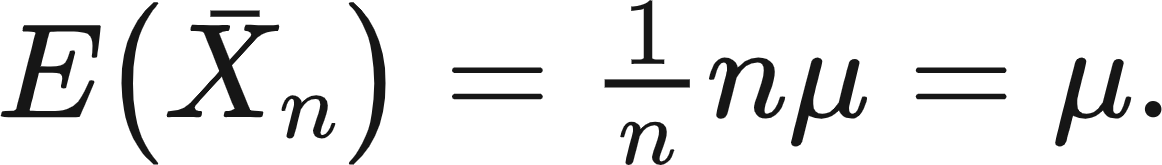 E(X̄ₙ) = 1/n nμ = μ.